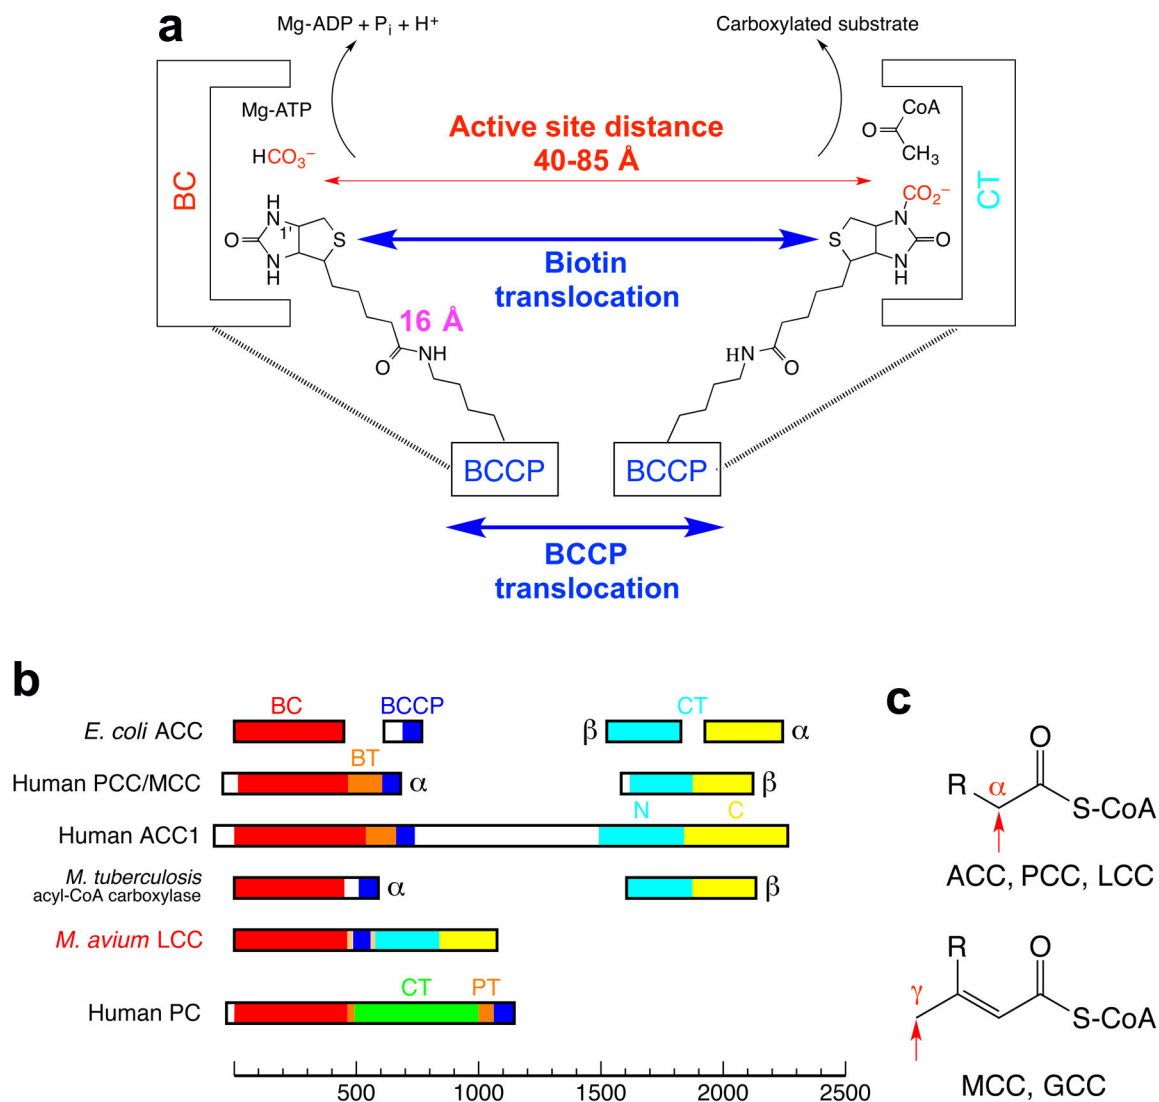 a
Mg-ADP + Pi + H+
Carboxylated substrate
Mg-ATP
CoA
O
CH3
Active site distance
40-85 Å
HCO3−
BC
CT
CO2−
H
N
1'
S
O
N
H
S
N
O
N
H
Biotin
translocation
16 Å
O
NH
HN
O
BCCP
BCCP
BCCP
translocation
b
BC
BCCP
CT
E. coli ACC
β
α
BT
Human PCC/MCC
α
β
N
C
Human ACC1
M. tuberculosis
acyl-CoA carboxylase
α
β
M. avium LCC
CT
PT
Human PC
500
1000
1500
2000
2500
c
O
R
α
S-CoA
ACC, PCC, LCC
R
O
γ
S-CoA
MCC, GCC